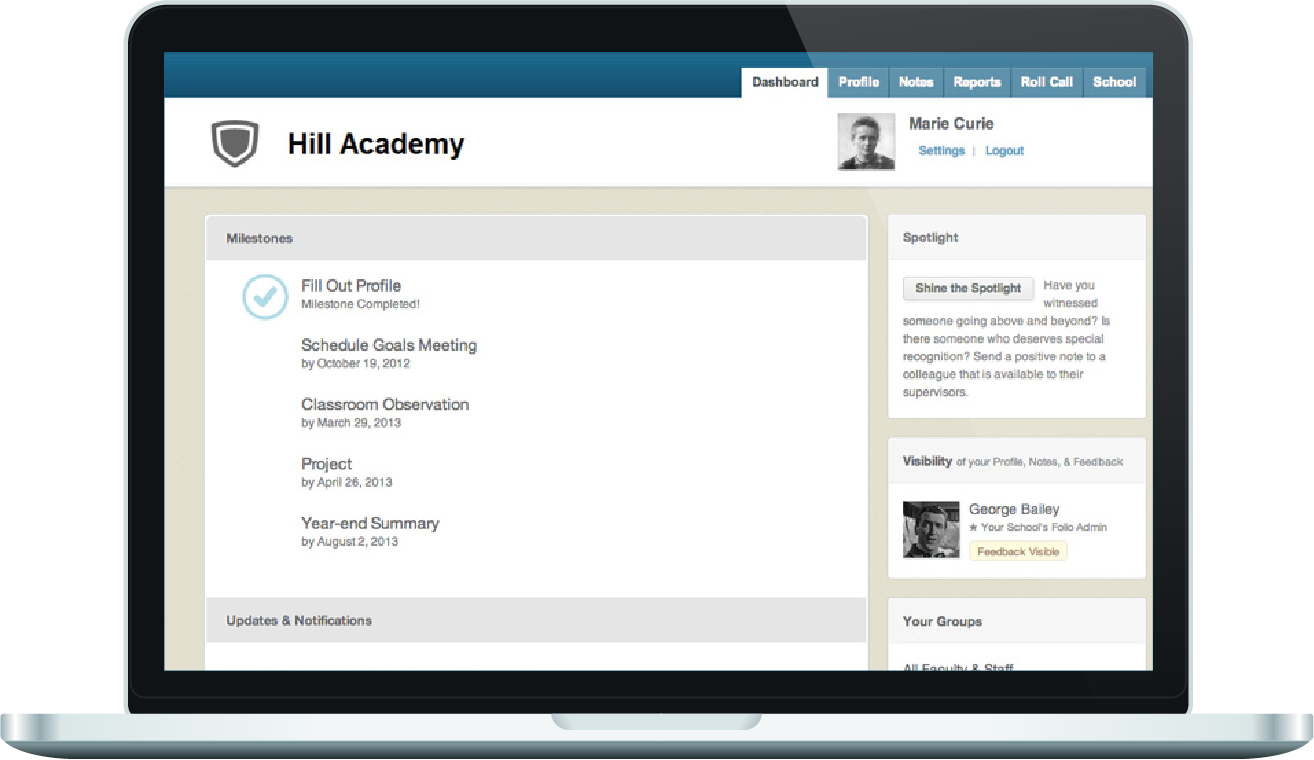 Dashboard Profile Notes Reports Roll Call School
Hill Academy
Marie Curie
Settings | Logout
Milestones
Fill Out Profile
Milestone Completed!
Schedule Goals Meeting
by October 19, 2012
Classroom Observation
by March 29, 2013
Project
by April 26, 2013
Year-end Summary
by August 2, 2013
Updates & Notifications
Spotlight
Shine the Spotlight Have you
witnessed
someone going above and beyond? Is
there someone who deserves special
recognition? Send a positive note to a
colleague that is available to their
supervisors.
Visibility of your Profile, Notes, & Feedback
George Bailey
★ Your School's Folio Admin
Feedback Visible
Your Groups
All Faculty & Staff